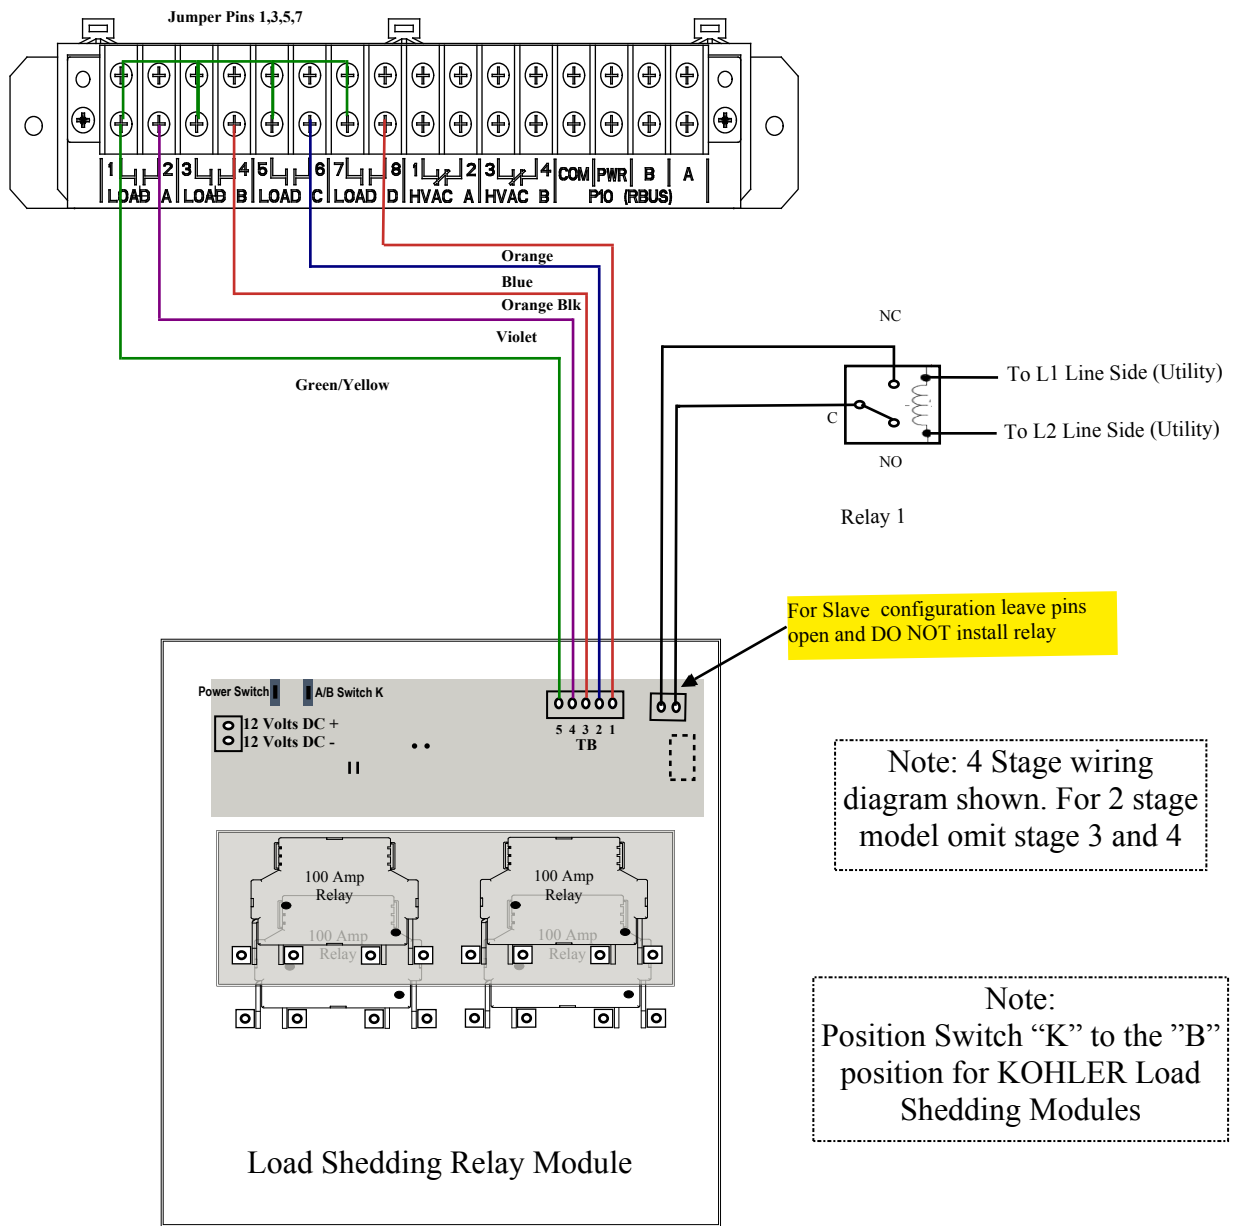 Jumper Pins 1,3,5,7
1 2 3 4 5 6 7 8 1 2 3 4 COM PWR B A
LOAD A LOAD B LOAD C LOAD D HVAC A HVAC B P10 (RBUS)
Orange
Blue
Orange Blk
Violet
Green/Yellow
NC
To L1 Line Side (Utility)
C
To L2 Line Side (Utility)
NO
Relay 1
For Slave configuration leave pins
open and DO NOT install relay
Power Switch
A/B Switch K
12 Volts DC +
12 Volts DC -
5 4 3 2 1
TB
Note: 4 Stage wiring
diagram shown. For 2 stage
model omit stage 3 and 4
100 Amp
Relay
100 Amp
Relay
100 Amp
Relay
100 Amp
Relay
Note:
Position Switch “K” to the ”B”
position for KOHLER Load
Shedding Modules
Load Shedding Relay Module